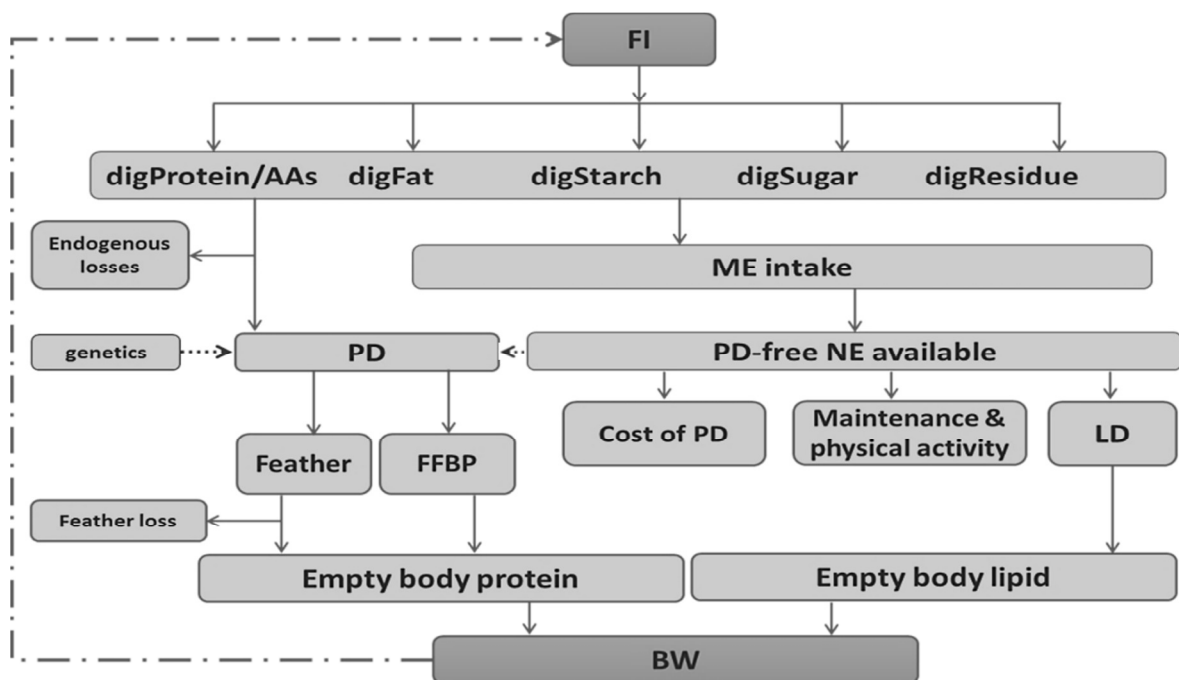 FI
digProtein/AAs digFat digStarch digSugar digResidue
Endogenous
losses
ME intake
genetics
PD
PD-free NE available
Cost of PD
Maintenance &
physical activity
LD
Feather
FFBP
Feather loss
Empty body protein
Empty body lipid
BW